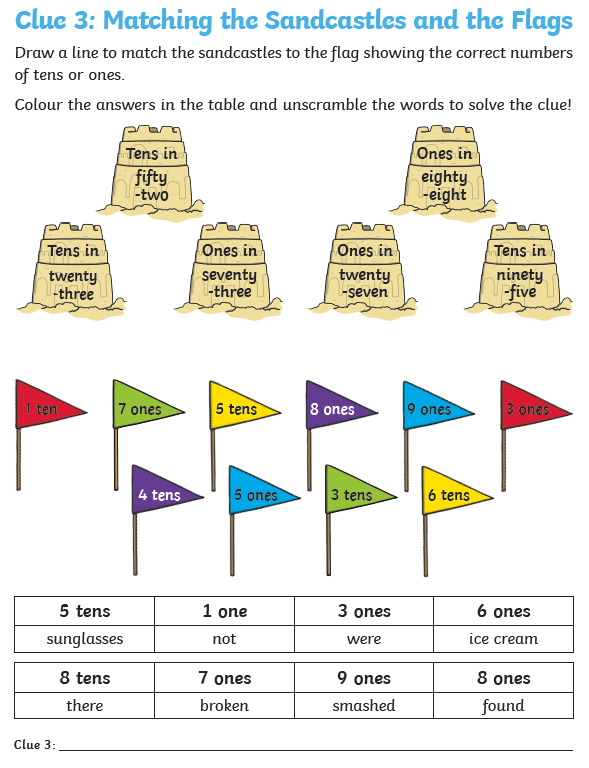 Clue 3: Matching the Sandcastles and the Flags
Draw a line to match the sandcastles to the flag showing the correct numbers
of tens or ones.
Colour the answers in the table and unscramble the words to solve the clue!
Tens in
fifty
-two
Ones in
eighty
-eight
Tens in
twenty
-three
Ones in
seventy
-three
Ones in
twenty
-seven
Tens in
ninety
-five
1 ten
7 ones
5 tens
8 ones
9 ones
3 ones
4 tens
5 ones
3 tens
6 tens
5 tens 1 one 3 ones 6 ones
sunglasses not were ice cream
8 tens 7 ones 9 ones 8 ones
there broken smashed found
Clue 3: